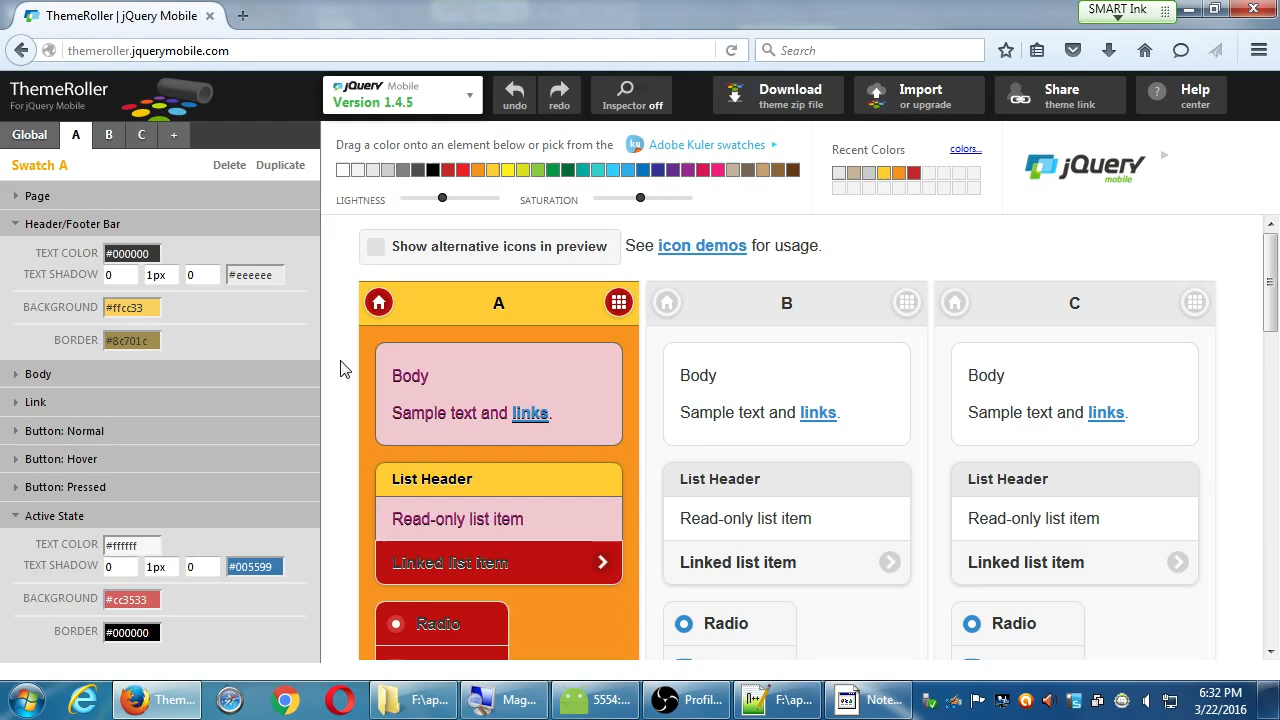 ThemeRoller | jQuery Mobile
SMART Ink
themeroller.jquerymobile.com
Search
ThemeRoller
For jQuery Mobile
jQuery Mobile
Version 1.4.5
undo
redo
Inspector off
Download
theme zip file
Import
or upgrade
Share
theme link
?
Help
center
Global
A
B
C
+
Swatch A
Delete
Duplicate
Page
Header/Footer Bar
TEXT COLOR
#000000
TEXT SHADOW
0
1px
0
#eeeeee
BACKGROUND
#ffcc33
BORDER
#8c701c
Body
Link
Button: Normal
Button: Hover
Button: Pressed
Active State
TEXT COLOR
#ffffff
TEXT SHADOW
0
1px
0
#005599
BACKGROUND
#cc3533
BORDER
#000000
Drag a color onto an element below or pick from the
ku
Adobe Kuler swatches
LIGHTNESS
SATURATION
Recent Colors
colors...
jQuery
mobile
Show alternative icons in preview
See icon demos for usage.
A
Body
Sample text and links.
List Header
Read-only list item
Linked list item
Radio
B
Body
Sample text and links.
List Header
Read-only list item
Linked list item
Radio
C
Body
Sample text and links.
List Header
Read-only list item
Linked list item
Radio
Them...
F:\ap...
Mag...
5554:...
Profil...
F:\ap...
Note...
6:32 PM
3/22/2016